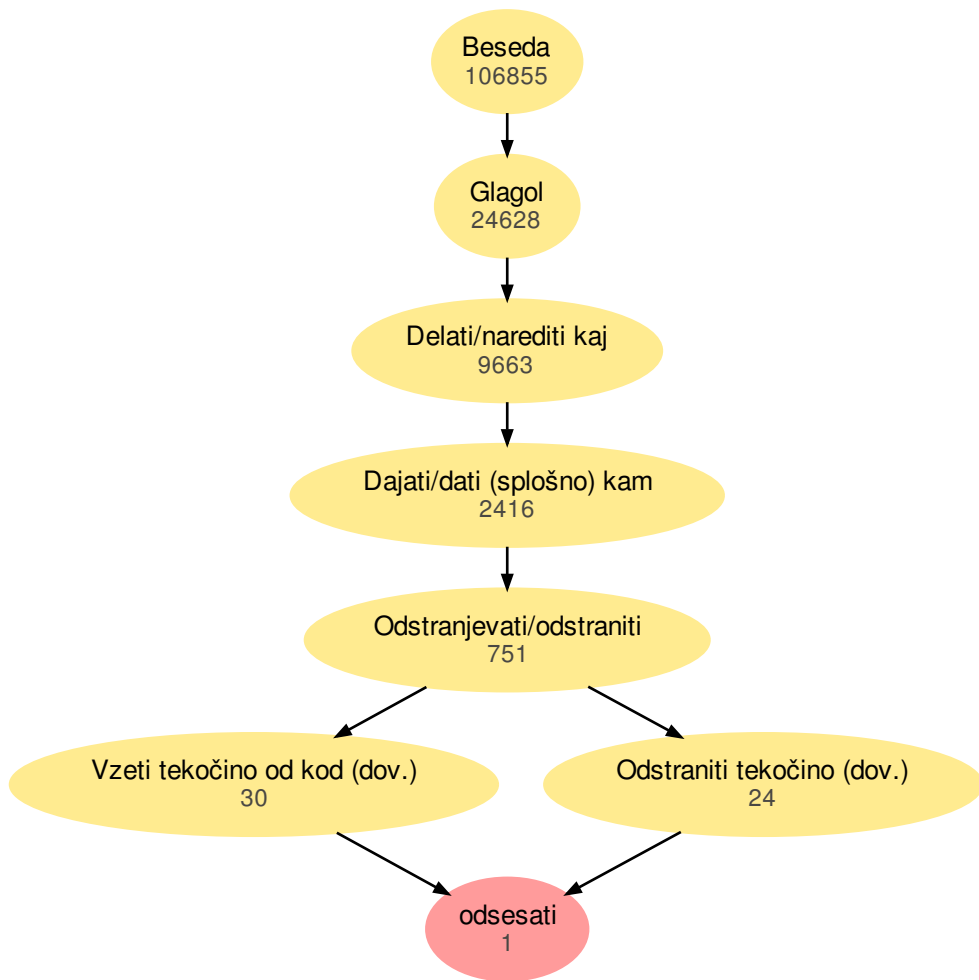 Beseda
106855
Glagol
24628
Delati/narediti kaj
9663
Dajati/dati (splošno) kam
2416
Odstranjevati/odstraniti
751
Vzeti tekočino od kod (dov.)
30
Odstraniti tekočino (dov.)
24
odsesati
1